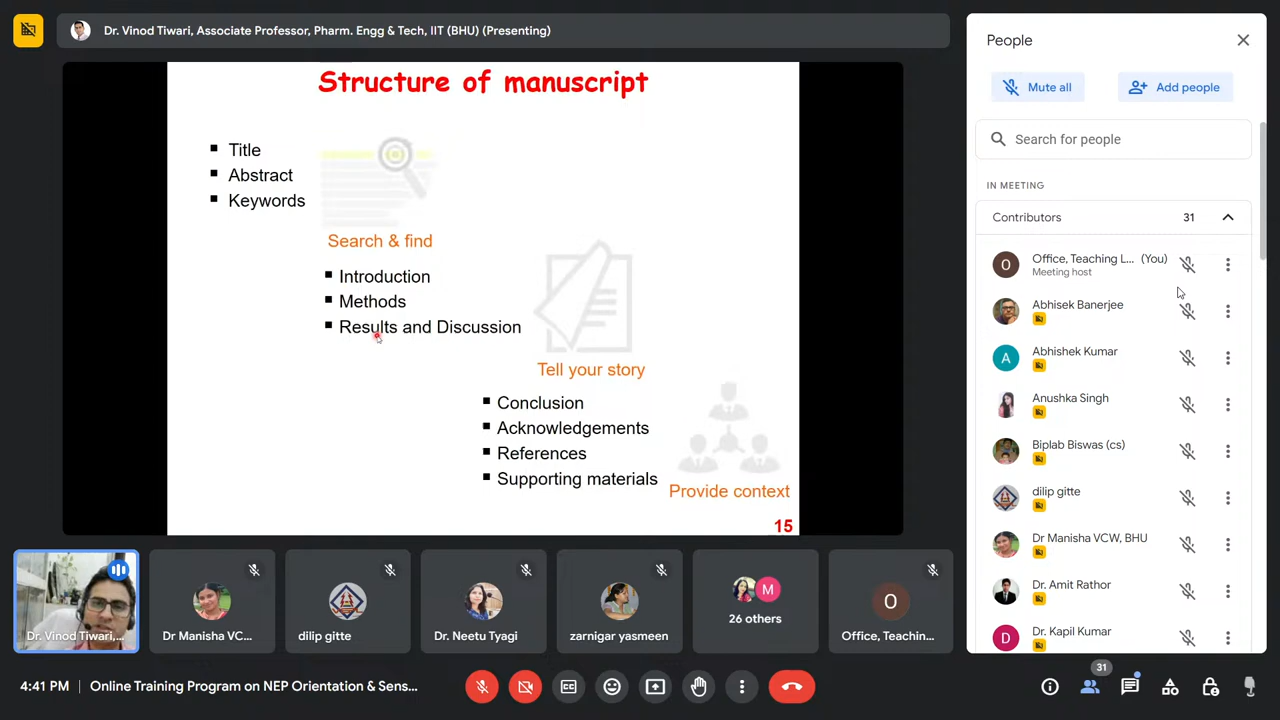 Dr. Vinod Tiwari, Associate Professor, Pharm. Engg & Tech, IIT (BHU) (Presenting)
Structure of manuscript
Title
Abstract
Keywords
Search & find
Introduction
Methods
Results and Discussion
Tell your story
Conclusion
Acknowledgements
References
Supporting materials
Provide context
15
Dr. Vinod Tiwari,...
Dr Manisha VC...
dilip gitte
Dr. Neetu Tyagi
zarnigar yasmeen
M
26 others
O
Office, Teachin...
4:41 PM | Online Training Program on NEP Orientation & Sens...
People
Mute all
Add people
Search for people
IN MEETING
Contributors 31
O
Office, Teaching L... (You)
Meeting host
Abhisek Banerjee
A
Abhishek Kumar
Anushka Singh
Biplab Biswas (cs)
dilip gitte
Dr Manisha VCW, BHU
Dr. Amit Rathor
D
Dr. Kapil Kumar
31